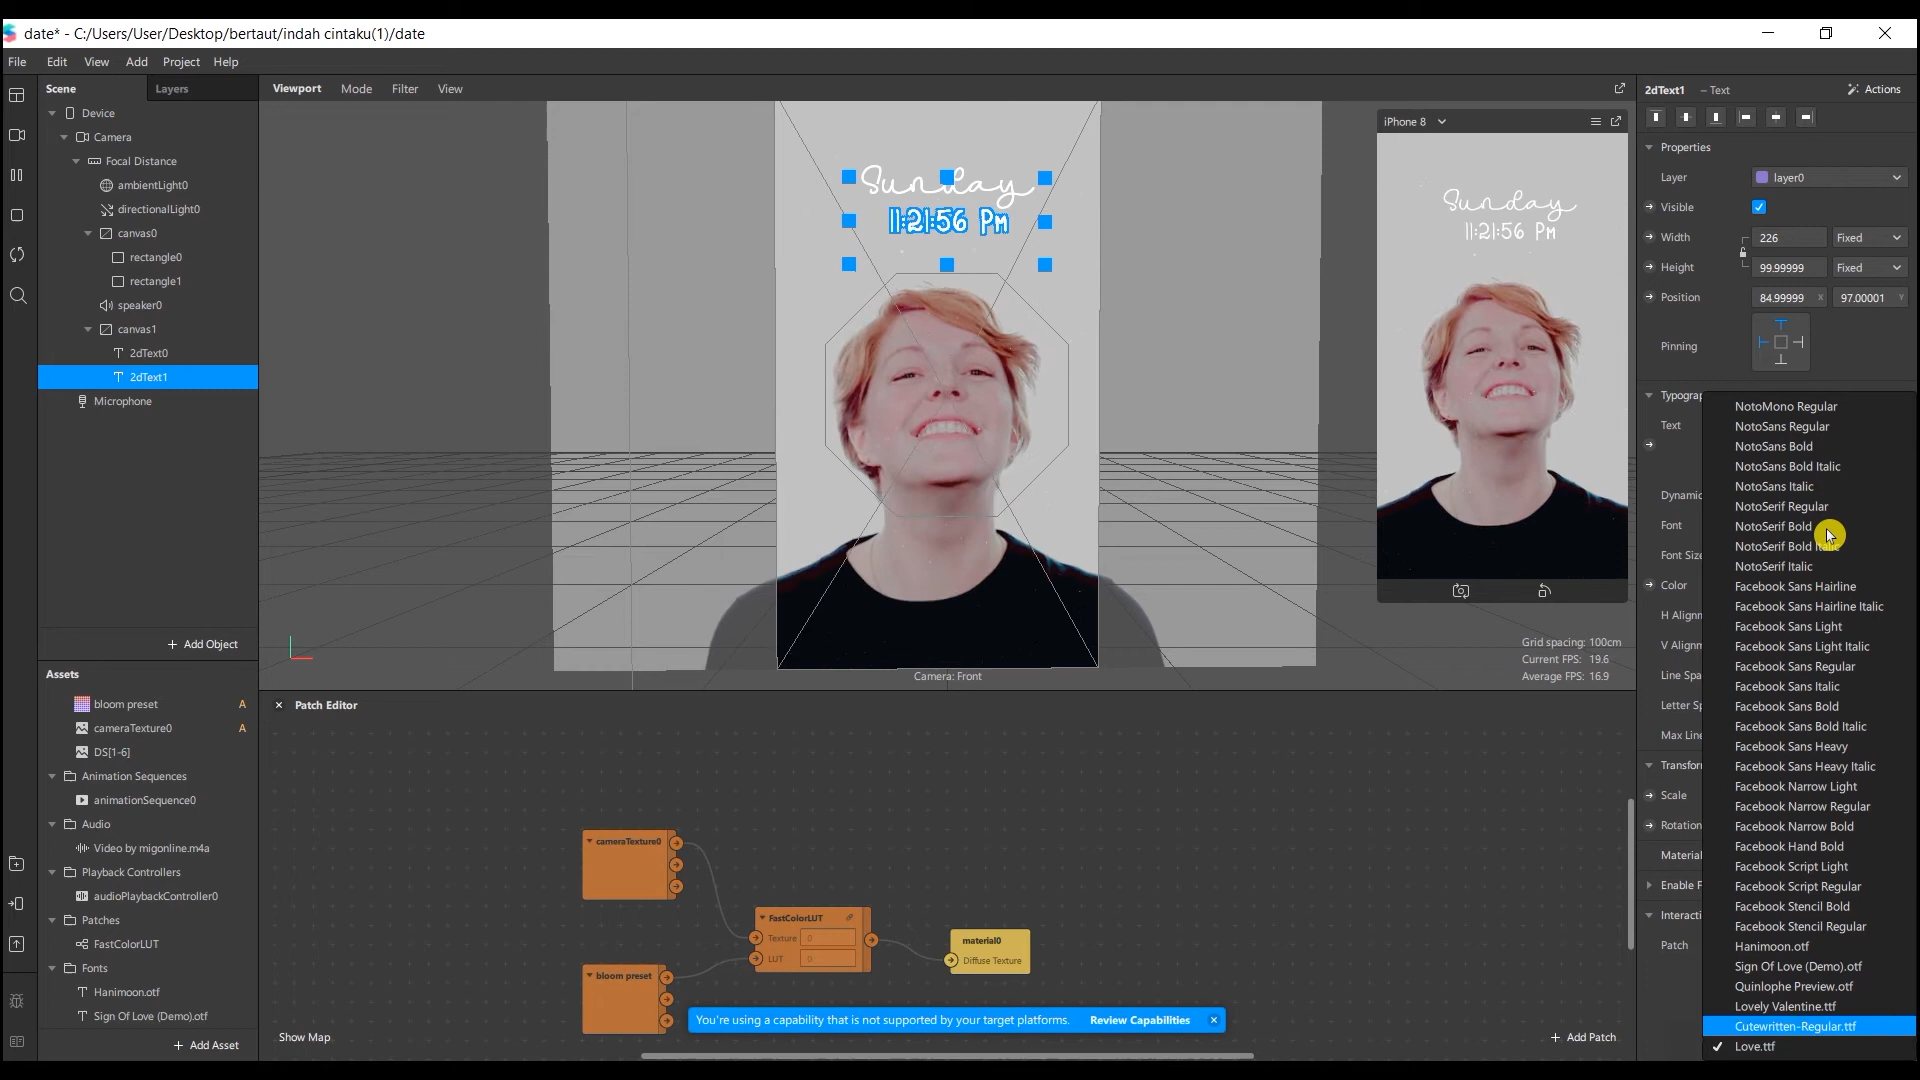 date* - C:/Users/User/Desktop/bertaut/indah cintaku(1)/date
File Edit View Add Project Help
Scene Layers
Device
Camera
Focal Distance
ambientLight0
directionalLight0
canvas0
rectangle0
rectangle1
speaker0
canvas1
2dText0
2dText1
Microphone
+ Add Object
Assets
bloom preset A
cameraTexture0 A
DS[1-6]
Animation Sequences
animationSequence0
Audio
Video by migonline.m4a
Playback Controllers
audioPlaybackController0
Patches
FastColorLUT
Fonts
Hanimoon.otf
Sign Of Love (Demo).otf
+ Add Asset
Viewport Mode Filter View
Sunday
11:21:56 PM
Camera: Front
iPhone 8
Sunday
11:21:56 PM
Grid spacing: 100cm
Current FPS: 19.6
Average FPS: 16.9
Patch Editor
cameraTexture0
bloom preset
FastColorLUT
Texture 0
LUT 0
material0
Diffuse Texture
You're using a capability that is not supported by your target platforms. Review Capabilities
Show Map
+ Add Patch
2dText1 – Text Actions
Properties
Layer layer0
Visible
Width 226 Fixed
Height 99.99999 Fixed
Position 84.99999 X 97.00001 Y
Pinning
Typograp
Text
Dynamic
Font
Font Size
Color
H Alignm
V Alignm
Line Spa
Letter Sp
Max Line
Transfor
Scale
Rotation
Material
Enable F
Interacti
Patch
NotoMono Regular
NotoSans Regular
NotoSans Bold
NotoSans Bold Italic
NotoSans Italic
NotoSerif Regular
NotoSerif Bold
NotoSerif Bold Italic
NotoSerif Italic
Facebook Sans Hairline
Facebook Sans Hairline Italic
Facebook Sans Light
Facebook Sans Light Italic
Facebook Sans Regular
Facebook Sans Italic
Facebook Sans Bold
Facebook Sans Bold Italic
Facebook Sans Heavy
Facebook Sans Heavy Italic
Facebook Narrow Light
Facebook Narrow Regular
Facebook Narrow Bold
Facebook Hand Bold
Facebook Script Light
Facebook Script Regular
Facebook Stencil Bold
Facebook Stencil Regular
Hanimoon.otf
Sign Of Love (Demo).otf
Quinlophe Preview.otf
Lovely Valentine.ttf
Cutewritten-Regular.ttf
Love.ttf